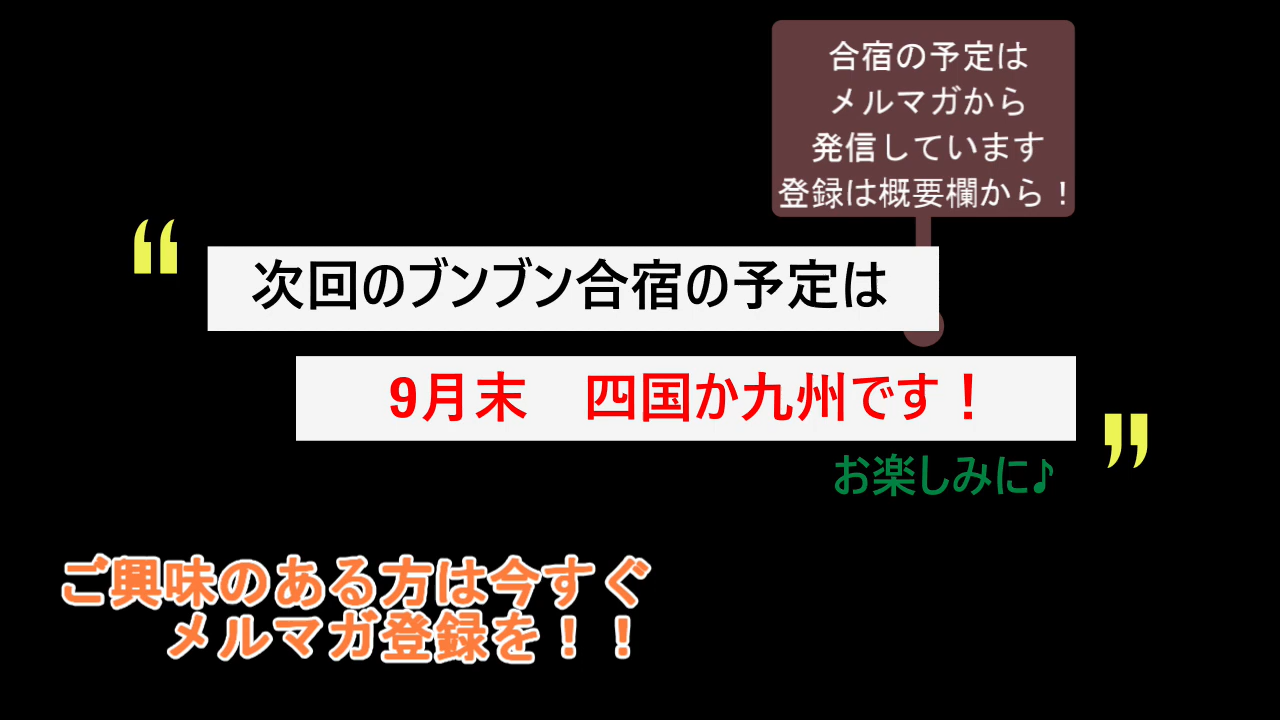 合宿の予定は
メルマガから
発信しています
登録は概要欄から！
“
次回のブンブン合宿の予定は
9月末　四国か九州です！
”
お楽しみに♪
ご興味のある方は今すぐ
メルマガ登録を！！